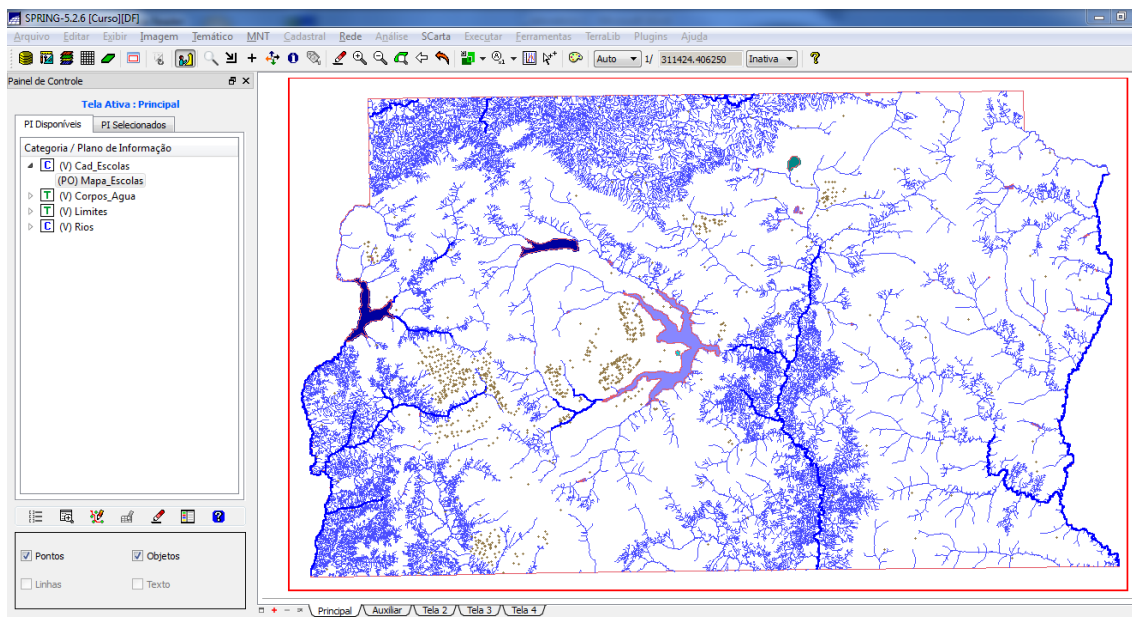 SPRING-5.2.6 [Curso][DF]
Arquivo Editar Exibir Imagem Temático MNT Cadastral Rede Análise SCarta Executar Ferramentas TerraLib Plugins Ajuda
Auto 1/ 311424.406250 Inativa
Painel de Controle
Tela Ativa : Principal
PI Disponíveis PI Selecionados
Categoria / Plano de Informação
C (V) Cad_Escolas
(PO) Mapa_Escolas
T (V) Corpos_Agua
T (V) Limites
C (V) Rios
Pontos Objetos
Linhas Texto
Principal Auxiliar Tela 2 Tela 3 Tela 4